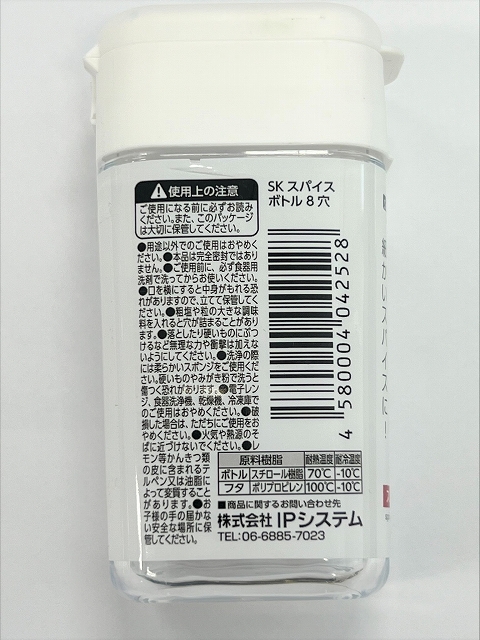 使用上の注意
ご使用になる前に必ずお読み
ください。また、このパッケージ
は大切に保管してください。
●用途以外でのご使用はおやめく
ださい。●本品は完全密封ではあり
ません。●ご使用前に、必ず食器用
洗剤で洗ってからお使いください。
●口を横にすると中身がもれる恐
れがありますので、立てて保管してく
ださい。●粗塩や粒の大きな調味
料を入れると穴が詰まることがあり
ます。●落としたり硬いものにぶつ
けるなど無理な力や衝撃は加えな
いようにしてください。●洗浄の際
には柔らかいスポンジをご使用くだ
さい。硬いものやみがき粉で洗うと
傷つく恐れがあります。●電子レン
ジ、食器洗浄機、乾燥機、冷凍庫で
のご使用はおやめください。●破
損した場合は、ただちにご使用をお
やめください。●火気や熱源のそ
ばに近づけないでください。●レ
モン等かんきつ類
の皮に含まれるテ
ルペン又は油脂に
よって変質すること
があります。●お
子様の手の届かな
い安全な場所に保
管してください。
SK スパイス
ボトル 8 穴
4 580004 042528
原料樹脂 耐熱温度 耐冷温度
ボトル スチロール樹脂 70℃ -10℃
フタ ポリプロピレン 100℃ -10℃
■商品に関するお問い合わせ先
株式会社 IPシステム
TEL: 06-6885-7023
細かいスパイスに!